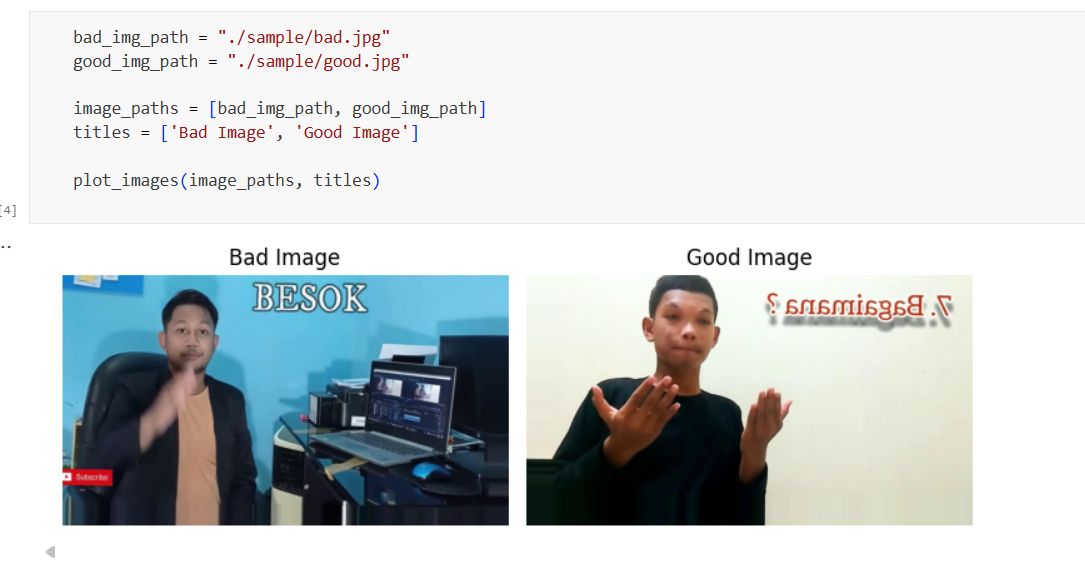 bad_img_path = "./sample/bad.jpg"
good_img_path = "./sample/good.jpg"
image_paths = [bad_img_path, good_img_path]
titles = ['Bad Image', 'Good Image']
plot_images(image_paths, titles)
[4]
..
Bad Image
Good Image
BESOK
7. Bagaimana ?
Subscribe